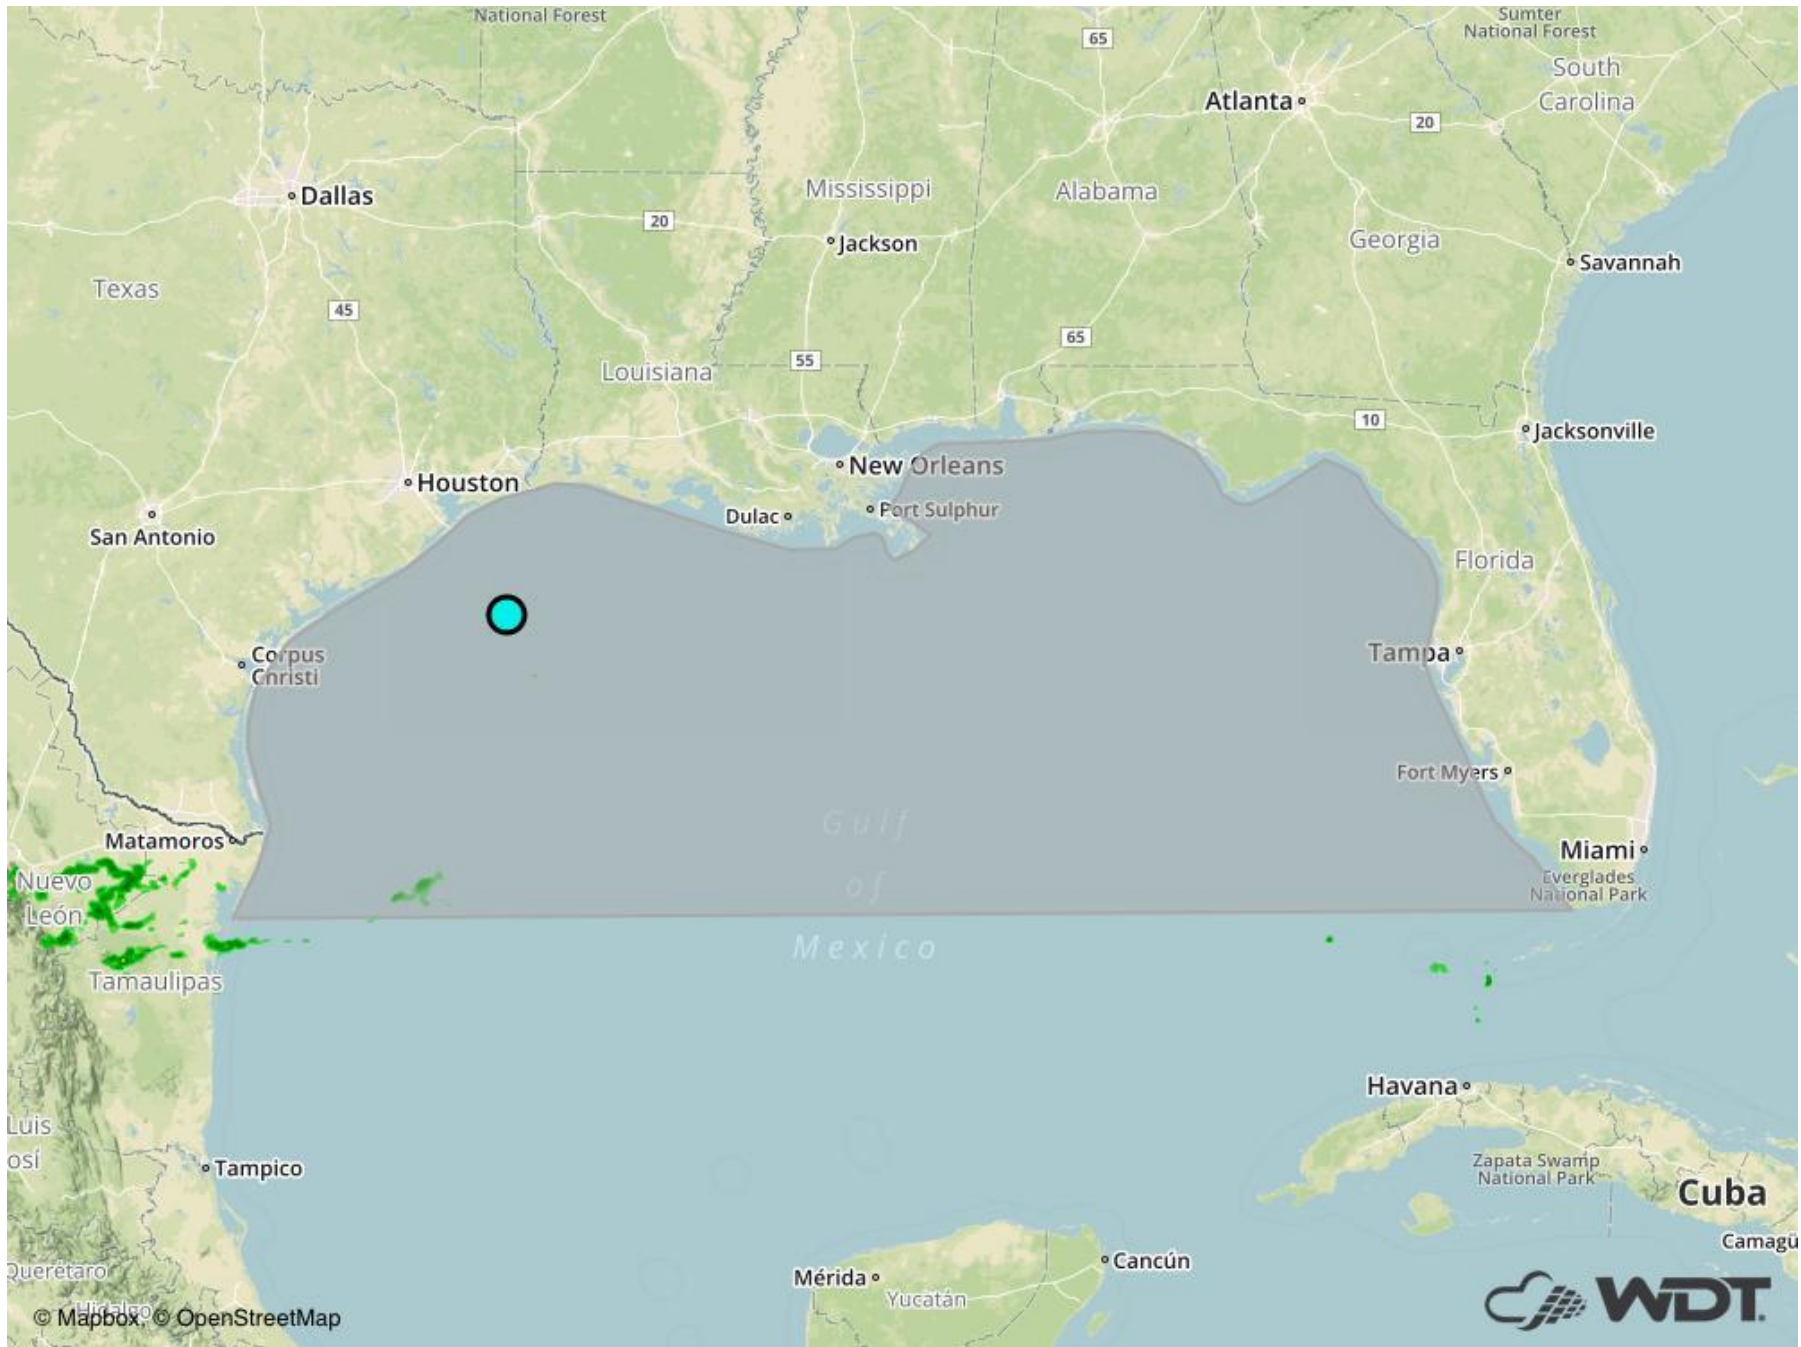 National Forest
65
Sumter
National Forest
South
Carolina
Atlanta
20
Dallas
Mississippi
Alabama
20
Jackson
Georgia
Savannah
Texas
45
65
Louisiana
55
10
Jacksonville
New Orleans
Houston
Port Sulphur
Dulac
San Antonio
Florida
Corpus
Christi
Tampa
Fort Myers
Gulf
of
Mexico
Matamoros
Miami
Everglades
National Park
Nuevo
León
Tamaulipas
Havana
Luis
osí
Tampico
Zapata Swamp
National Park
Cuba
Camagü
Cancún
Mérida
Yucatán
Querétaro
Hidalgo
© Mapbox, © OpenStreetMap
WDT